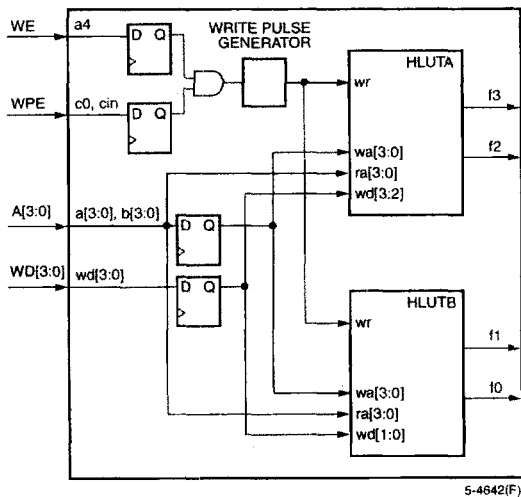 WE
a4
D Q
WRITE PULSE
GENERATOR
HLUTA
wr
f3
WPE
c0, cin
D Q
f2
wa[3:0]
ra[3:0]
wd[3:2]
A[3:0]
a[3:0], b[3:0]
D Q
WD[3:0]
wd[3:0]
D Q
HLUTB
wr
f1
wa[3:0]
f0
ra[3:0]
wd[1:0]
5-4642(F)